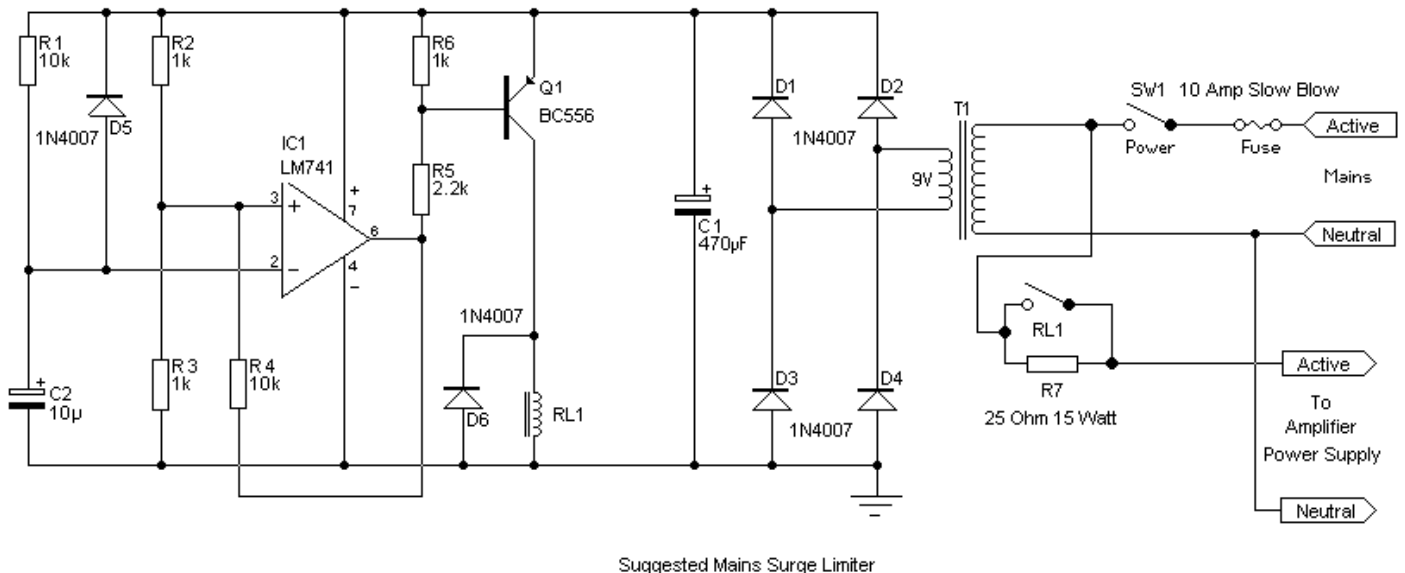 R1
10k
R2
1k
R6
1k
Q1
BC556
1N4007
D5
IC1
LM741
+
7
3
+
2
−
6
4
−
R5
2.2k
D1
D2
1N4007
9V
T1
SW1
10 Amp Slow Blow
Power
Fuse
Active
Mains
Neutral
+
C1
470µF
1N4007
D6
RL1
+
C2
10µ
R3
1k
R4
10k
D3
D4
1N4007
RL1
R7
25 Ohm 15 Watt
Active
To
Amplifier
Power Supply
Neutral
Suggested Mains Surge Limiter